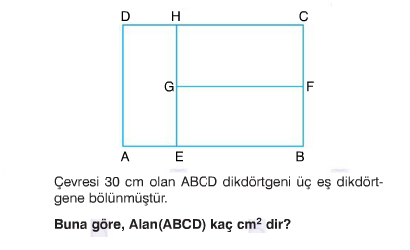 D H C
G F
A E B
Çevresi 30 cm olan ABCD dikdörtgeni üç eş dikdört-
gene bölünmüştür.
Buna göre, Alan(ABCD) kaç cm² dir?